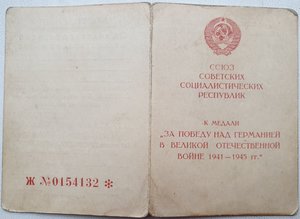 Ж №0154132 *
СОЮЗ
СОВЕТСКИХ
СОЦИАЛИСТИЧЕСКИХ
РЕСПУБЛИК
К МЕДАЛИ
„ЗА ПОБЕДУ НАД ГЕРМАНИЕЙ
В ВЕЛИКОЙ ОТЕЧЕСТВЕННОЙ
ВОЙНЕ 1941—1945 гг."